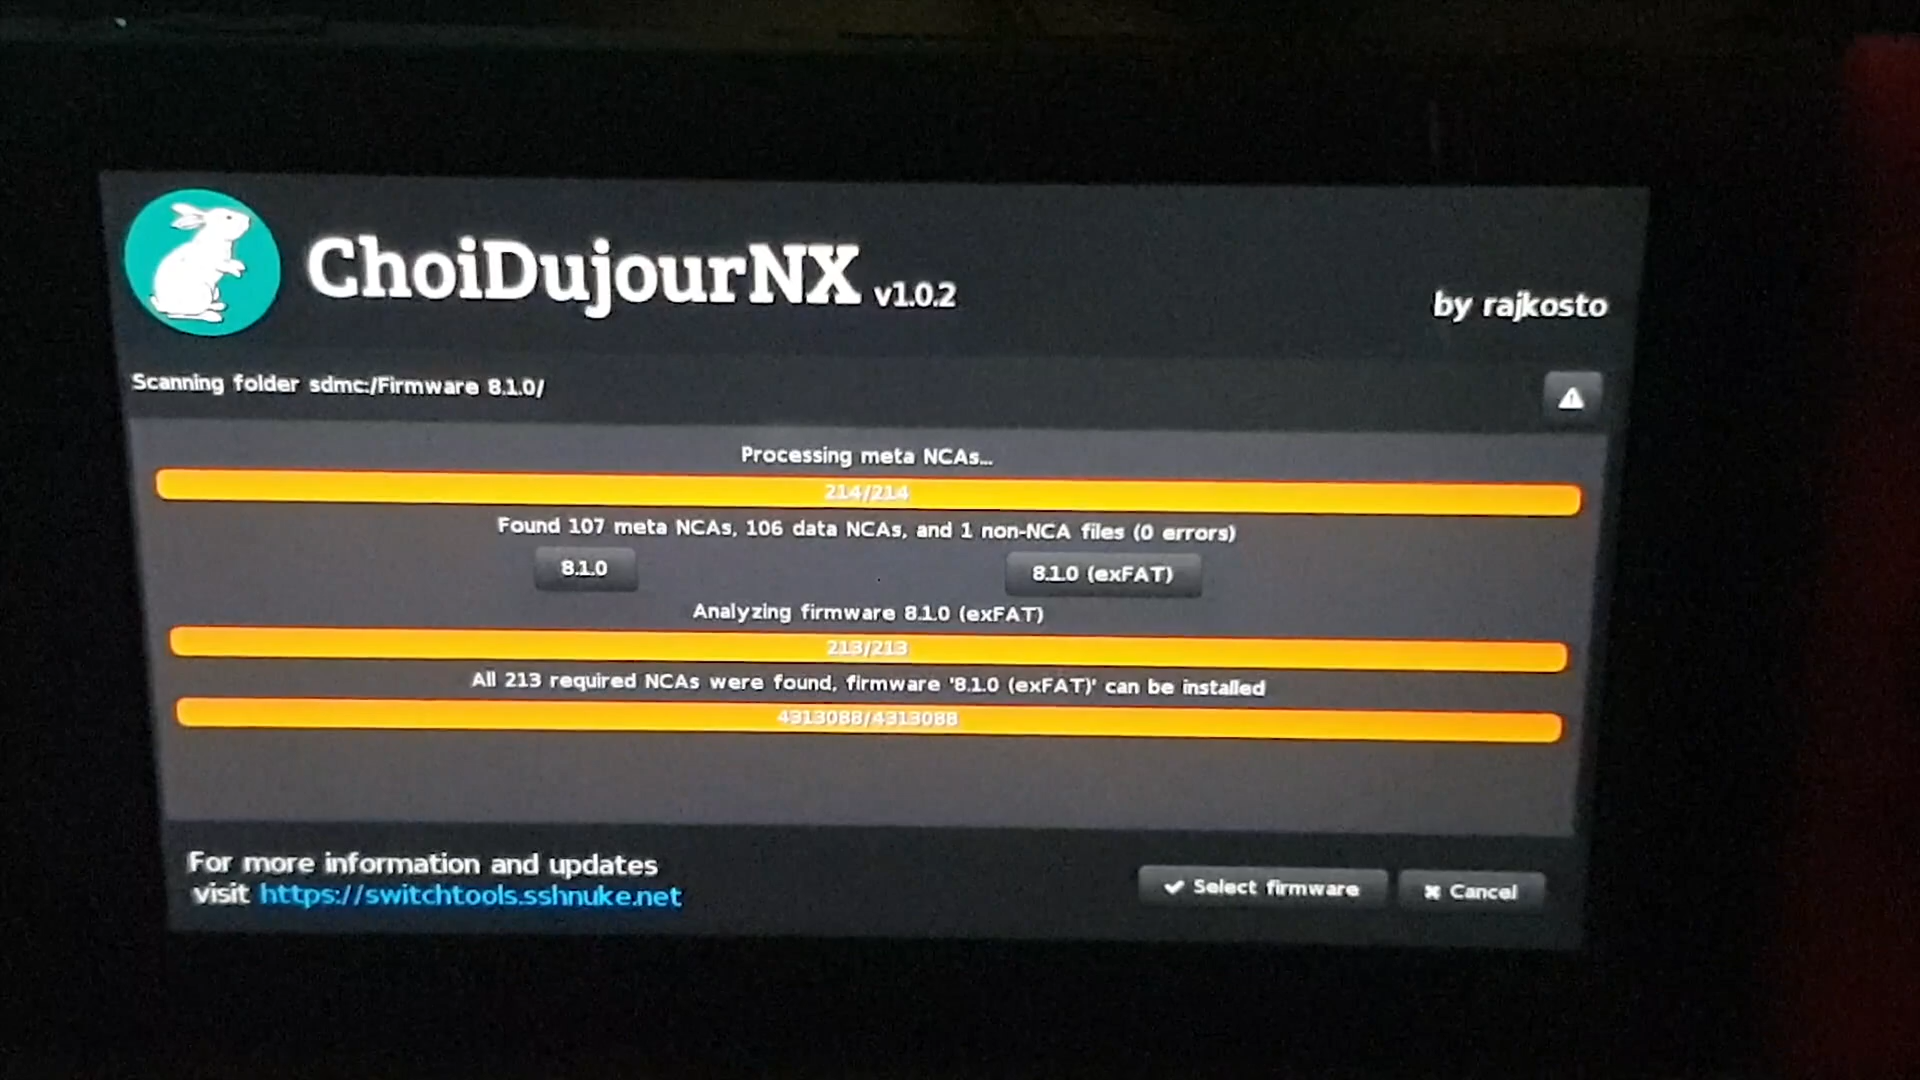 ChoiDujourNX v1.0.2
by rajkosto
Scanning folder sdmc:/Firmware 8.1.0/
Processing meta NCAs...
214/214
Found 107 meta NCAs, 106 data NCAs, and 1 non-NCA files (0 errors)
8.1.0
8.1.0 (exFAT)
Analyzing firmware 8.1.0 (exFAT)
213/213
All 213 required NCAs were found, firmware '8.1.0 (exFAT)' can be installed
4313088/4313088
For more information and updates
visit https://switchtools.sshnuke.net
Select firmware
Cancel